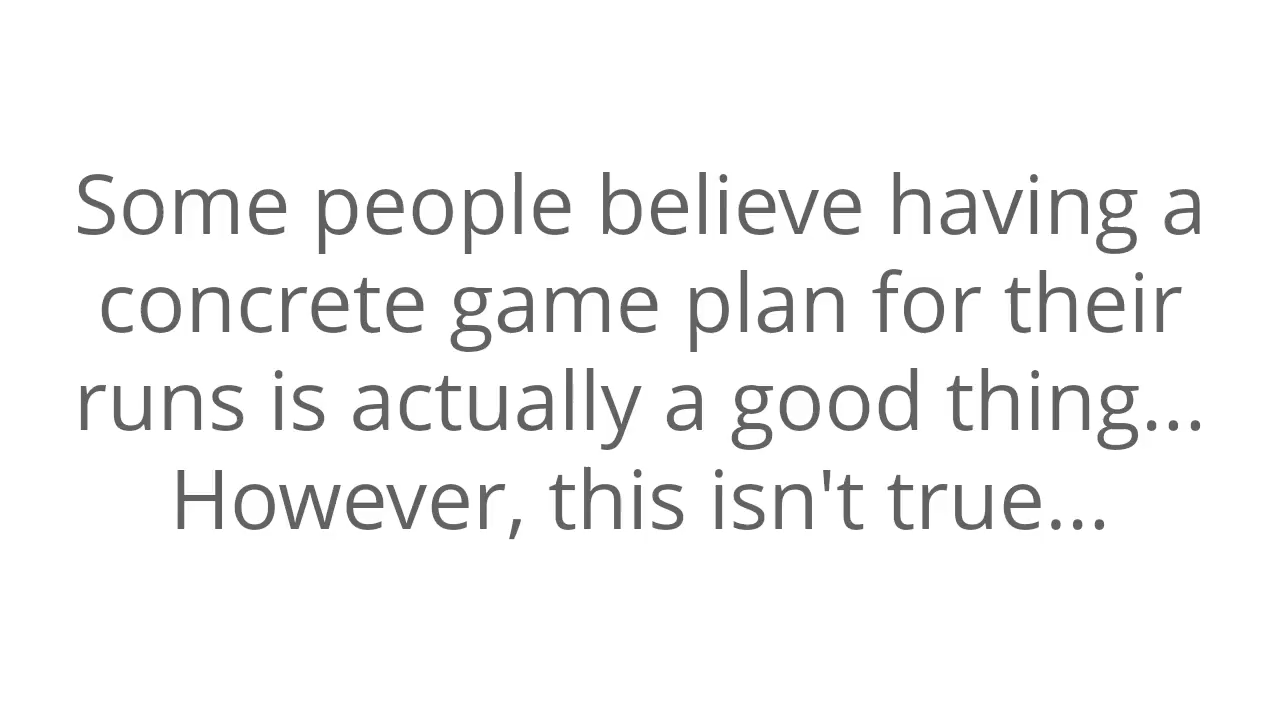 Some people believe having a
concrete game plan for their
runs is actually a good thing...
However, this isn't true...